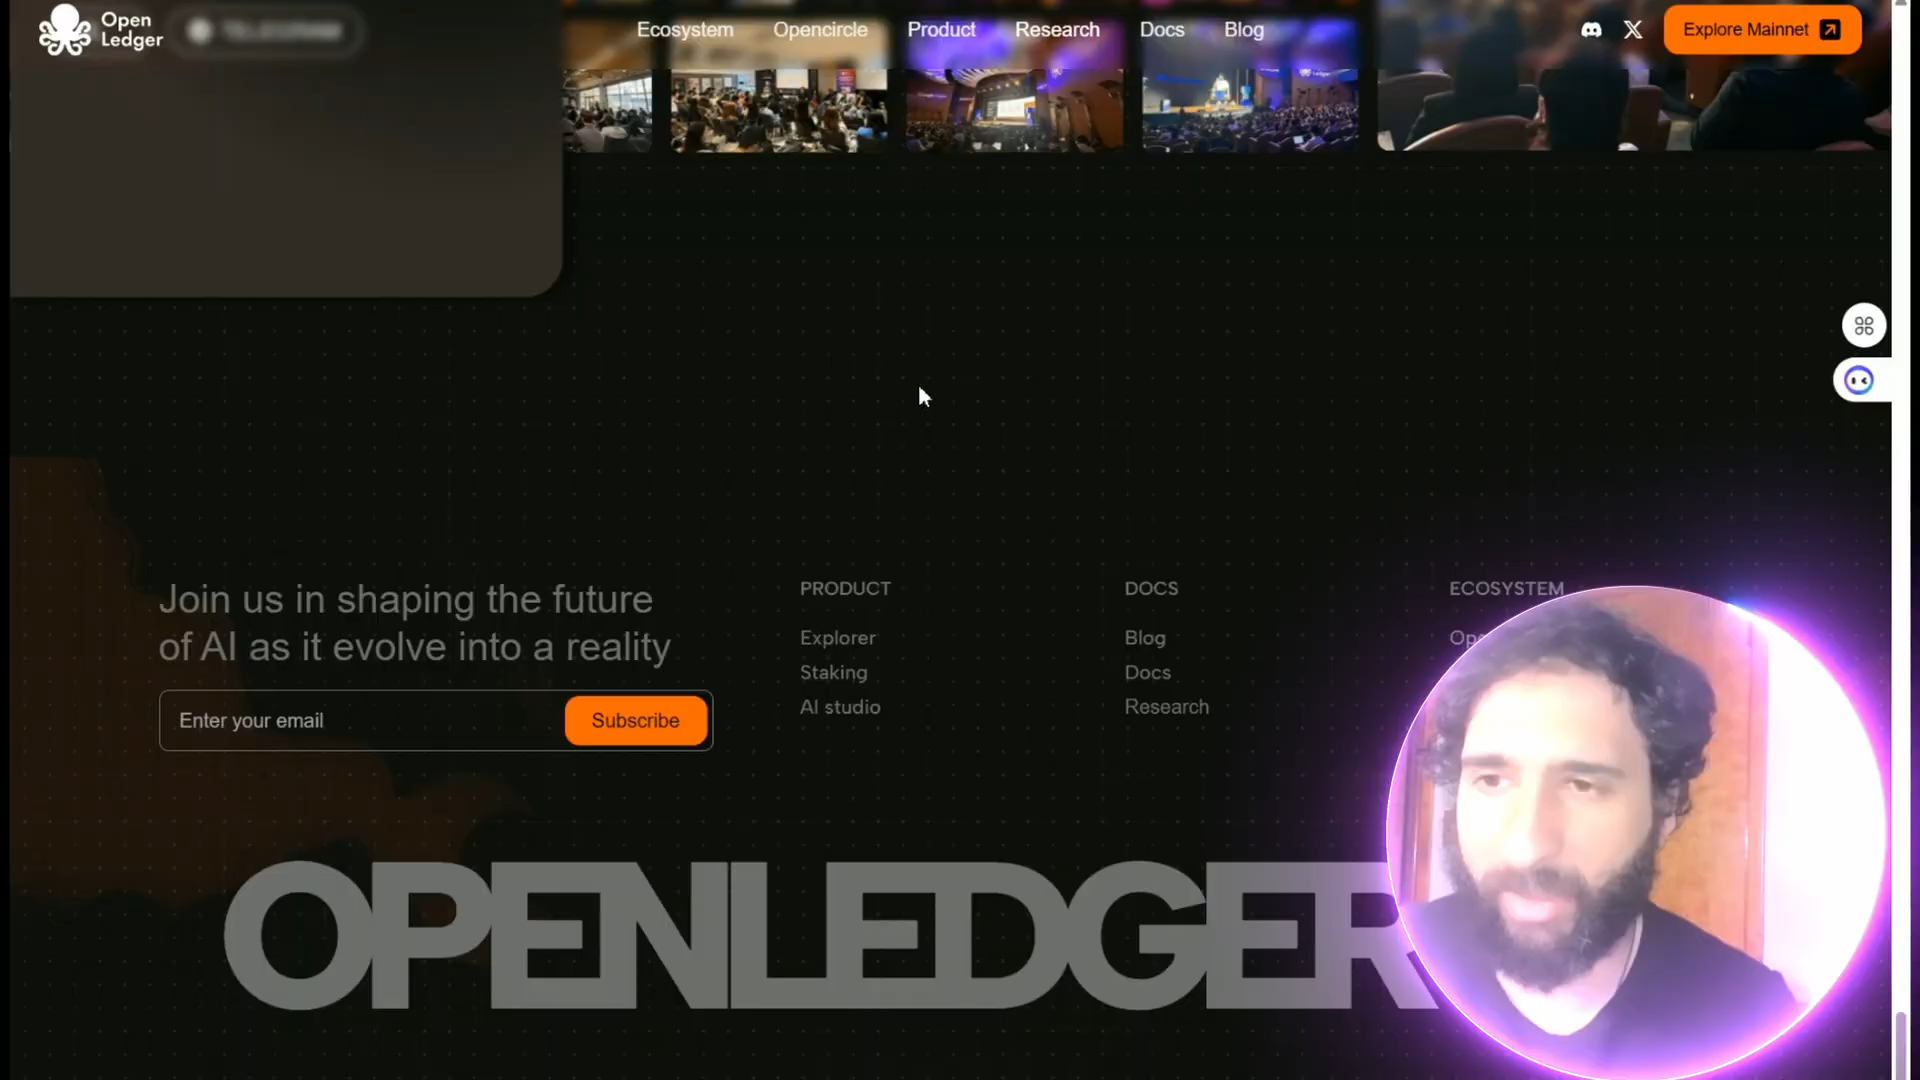 Open
Ledger
Ecosystem
Opencircle
Product
Research
Docs
Blog
Explore Mainnet
Join us in shaping the future
of AI as it evolve into a reality
Enter your email
Subscribe
PRODUCT
Explorer
Staking
AI studio
DOCS
Blog
Docs
Research
ECOSYSTEM
OPENLEDGER